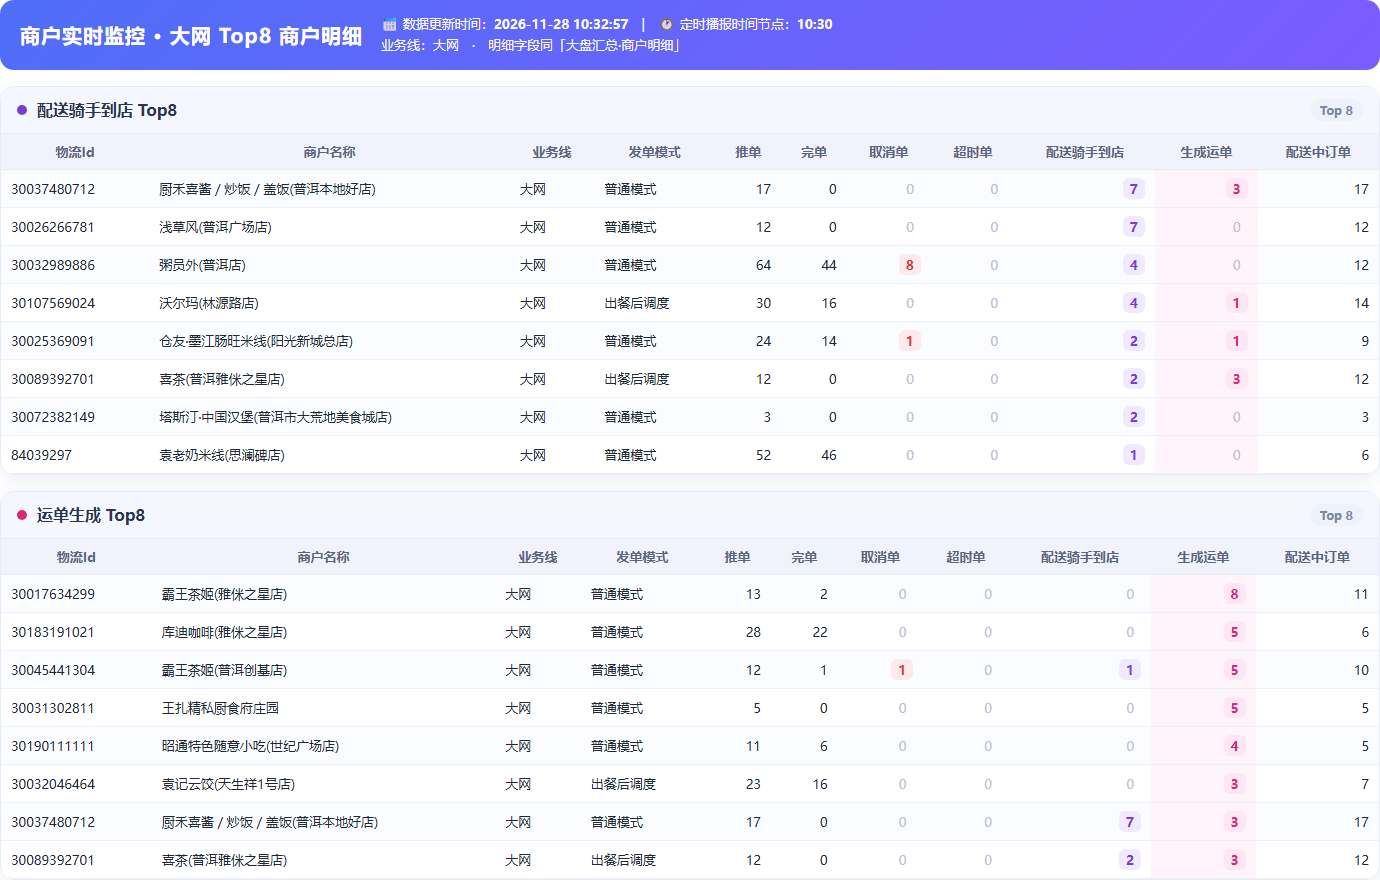 商户实时监控 • 大网 Top8 商户明细
数据更新时间：2026-11-28 10:32:57 | 定时播报时间节点：10:30
业务线：大网 · 明细字段同「大盘汇总·商户明细」
配送骑手到店 Top8 Top 8
物流Id 商户名称 业务线 发单模式 推单 完单 取消单 超时单 配送骑手到店 生成运单 配送中订单
30037480712 厨禾喜酱 / 炒饭 / 盖饭(普洱本地好店) 大网 普通模式 17 0 0 0 7 3 17
30026266781 浅草风(普洱广场店) 大网 普通模式 12 0 0 0 7 0 12
30032989886 粥员外(普洱店) 大网 普通模式 64 44 8 0 4 0 12
30107569024 沃尔玛(林源路店) 大网 出餐后调度 30 16 0 0 4 1 14
30025369091 仓友·墨江肠旺米线(阳光新城总店) 大网 普通模式 24 14 1 0 2 1 9
30089392701 喜茶(普洱雅㑇之星店) 大网 出餐后调度 12 0 0 0 2 3 12
30072382149 塔斯汀·中国汉堡(普洱市大荒地美食城店) 大网 普通模式 3 0 0 0 2 0 3
84039297 袁老奶米线(思澜碑店) 大网 普通模式 52 46 0 0 1 0 6
运单生成 Top8 Top 8
物流Id 商户名称 业务线 发单模式 推单 完单 取消单 超时单 配送骑手到店 生成运单 配送中订单
30017634299 霸王茶姬(雅㑇之星店) 大网 普通模式 13 2 0 0 0 8 11
30183191021 库迪咖啡(雅㑇之星店) 大网 普通模式 28 22 0 0 0 5 6
30045441304 霸王茶姬(普洱创基店) 大网 普通模式 12 1 1 0 1 5 10
30031302811 王扎精私厨食府庄园 大网 普通模式 5 0 0 0 0 5 5
30190111111 昭通特色随意小吃(世纪广场店) 大网 普通模式 11 6 0 0 0 4 5
30032046464 袁记云饺(天生祥1号店) 大网 出餐后调度 23 16 0 0 0 3 7
30037480712 厨禾喜酱 / 炒饭 / 盖饭(普洱本地好店) 大网 普通模式 17 0 0 0 7 3 17
30089392701 喜茶(普洱雅㑇之星店) 大网 出餐后调度 12 0 0 0 2 3 12